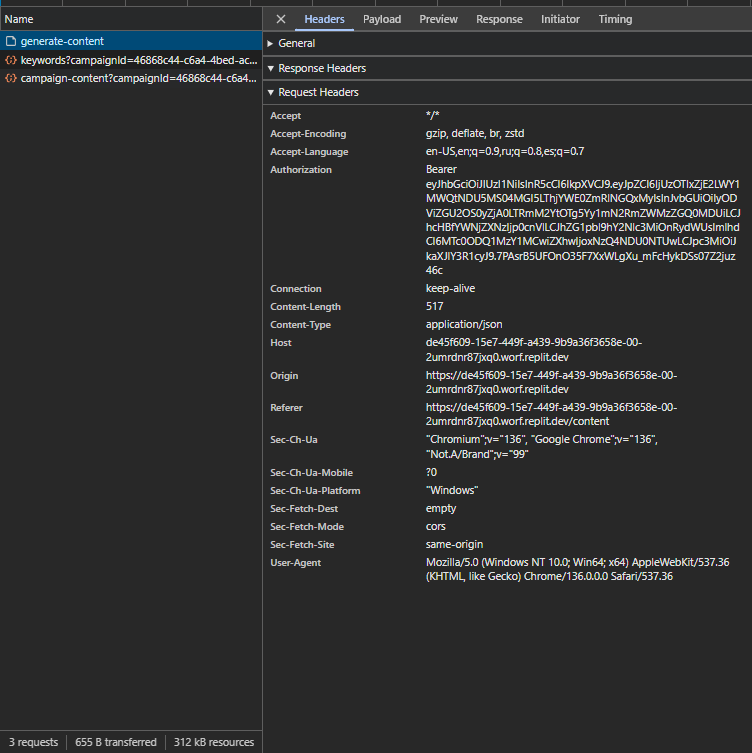 Name
Headers Payload Preview Response Initiator Timing
generate-content
keywords?campaignId=46868c44-c6a4-4bed-ac...
campaign-content?campaignId=46868c44-c6a4...
General
Response Headers
Request Headers
Accept */*
Accept-Encoding gzip, deflate, br, zstd
Accept-Language en-US,en;q=0.9,ru;q=0.8,es;q=0.7
Authorization Bearer
Connection keep-alive
Content-Length 517
Content-Type application/json
Host de45f609-15e7-449f-a439-9b9a36f3658e-00-
2umrdnr87jxq0.worf.replit.dev
Origin https://de45f609-15e7-449f-a439-9b9a36f3658e-00-
2umrdnr87jxq0.worf.replit.dev
Referer https://de45f609-15e7-449f-a439-9b9a36f3658e-00-
2umrdnr87jxq0.worf.replit.dev/content
Sec-Ch-Ua "Chromium";v="136", "Google Chrome";v="136",
"Not.A/Brand";v="99"
Sec-Ch-Ua-Mobile ?0
Sec-Ch-Ua-Platform "Windows"
Sec-Fetch-Dest empty
Sec-Fetch-Mode cors
Sec-Fetch-Site same-origin
User-Agent Mozilla/5.0 (Windows NT 10.0; Win64; x64) AppleWebKit/537.36
(KHTML, like Gecko) Chrome/136.0.0.0 Safari/537.36
3 requests 655 B transferred 312 kB resources